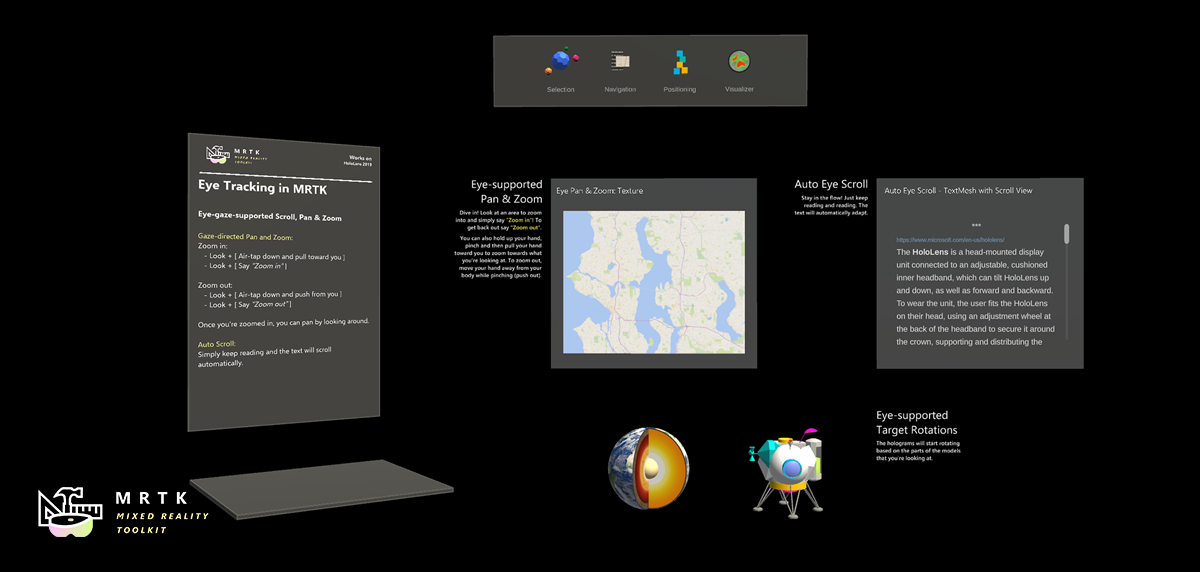 Selection
Navigation
Positioning
Visualizer
MRTK
MIXED REALITY
TOOLKIT
Works on
HoloLens 2019
Eye Tracking in MRTK
Eye-gaze-supported Scroll, Pan & Zoom
Gaze-directed Pan and Zoom:
Zoom in:
- Look + [ Air-tap down and pull toward you ]
- Look + [ Say "Zoom in" ]
Zoom out:
- Look + [ Air-tap down and push from you ]
- Look + [ Say "Zoom out" ]
Once you're zoomed in, you can pan by looking around.
Auto Scroll:
Simply keep reading and the text will scroll
automatically.
Eye-supported
Pan & Zoom
Dive in! Look at an area to zoom
into and simply say "Zoom in"! To
get back out say "Zoom out".
You can also hold up your hand,
pinch and then pull your hand
toward you to zoom towards what
you're looking at. To zoom out,
move your hand away from your
body while pinching (push out).
Eye Pan & Zoom: Texture
Auto Eye Scroll
Stay in the flow! Just keep
reading and reading. The
text will automatically adapt.
Auto Eye Scroll - TextMesh with Scroll View
***
https://www.microsoft.com/en-us/hololens/
The HoloLens is a head-mounted display
unit connected to an adjustable, cushioned
inner headband, which can tilt HoloLens up
and down, as well as forward and backward.
To wear the unit, the user fits the HoloLens
on their head, using an adjustment wheel at
the back of the headband to secure it around
the crown, supporting and distributing the
Eye-supported
Target Rotations
The holograms will start rotating
based on the parts of the models
that you're looking at.
MRTK
MIXED REALITY
TOOLKIT